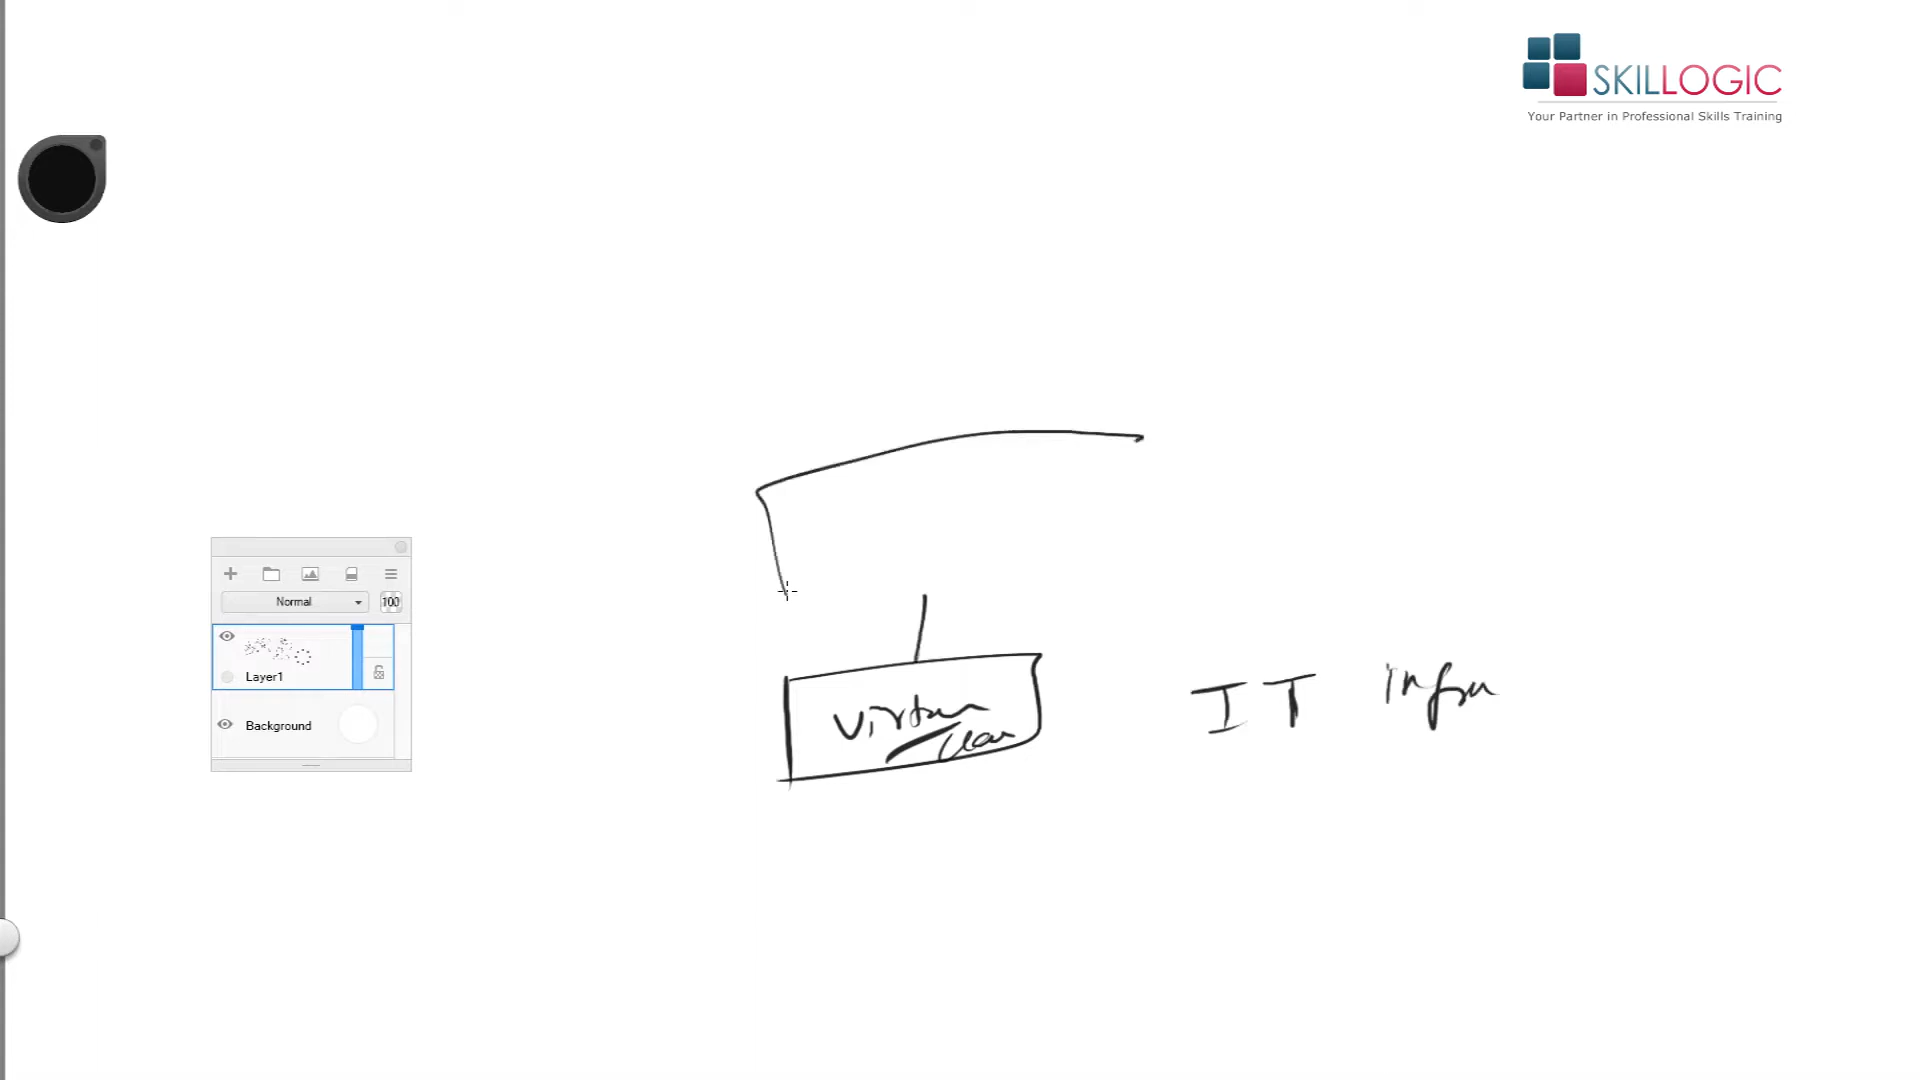 SKILLOGIC
Your Partner in Professional Skills Training
Normal
100
Layer1
Background
IT Infra